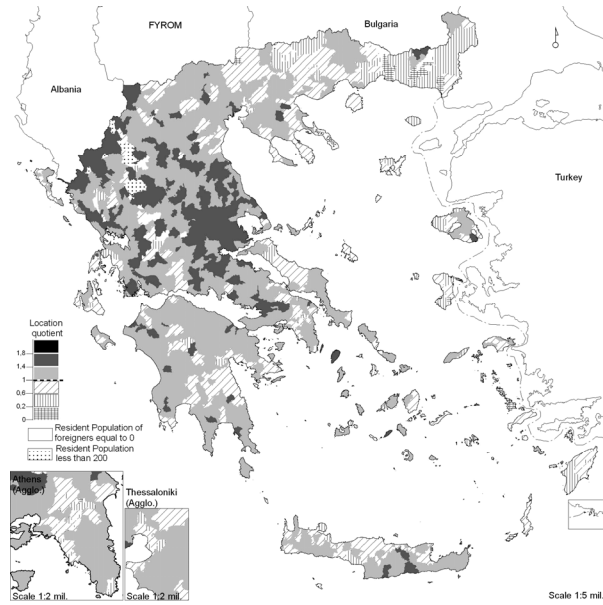 FYROM
Bulgaria
Albania
Turkey
Location
quotient
1,8
1,4
1
0,6
0,2
0
Resident Population of
foreigners equal to 0
Resident Population
less than 200
Athens
(Agglo.)
Thessaloniki
(Agglo.)
Scale 1:2 mil.
Scale 1:2 mil.
Scale 1:5 mil.